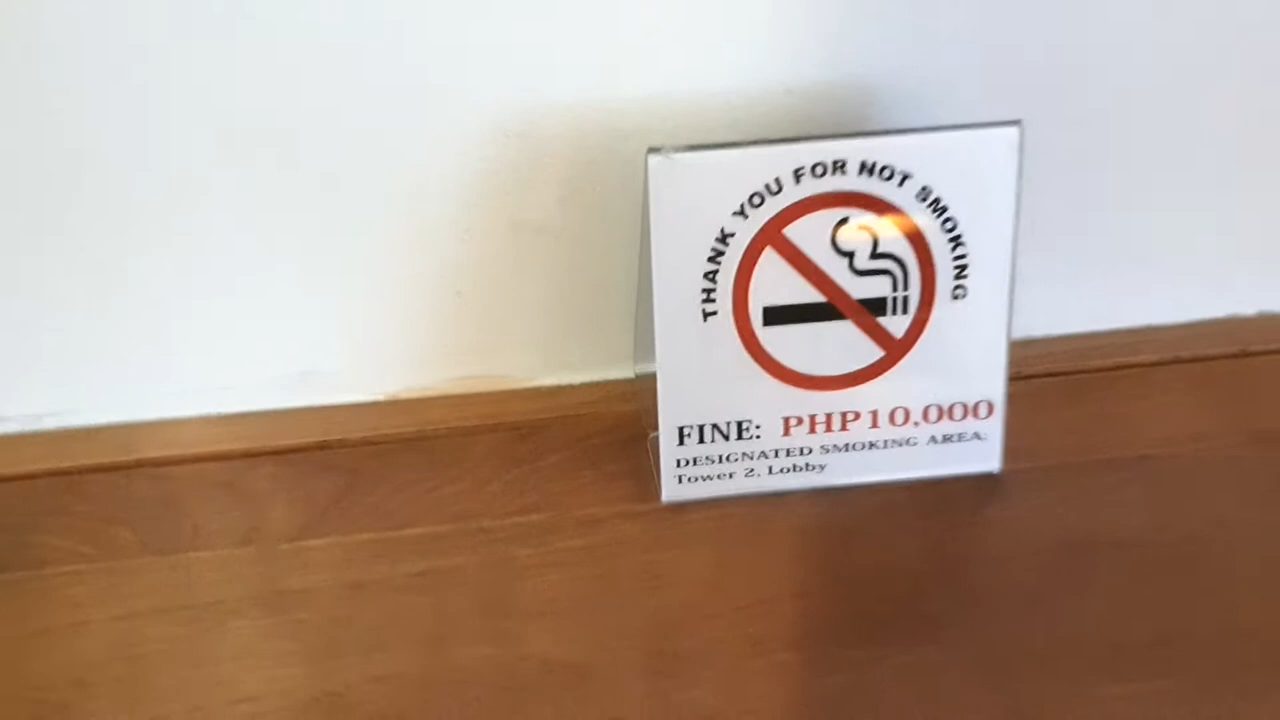 THANK YOU FOR NOT SMOKING
FINE: PHP10,000
DESIGNATED SMOKING AREA:
Tower 2, Lobby